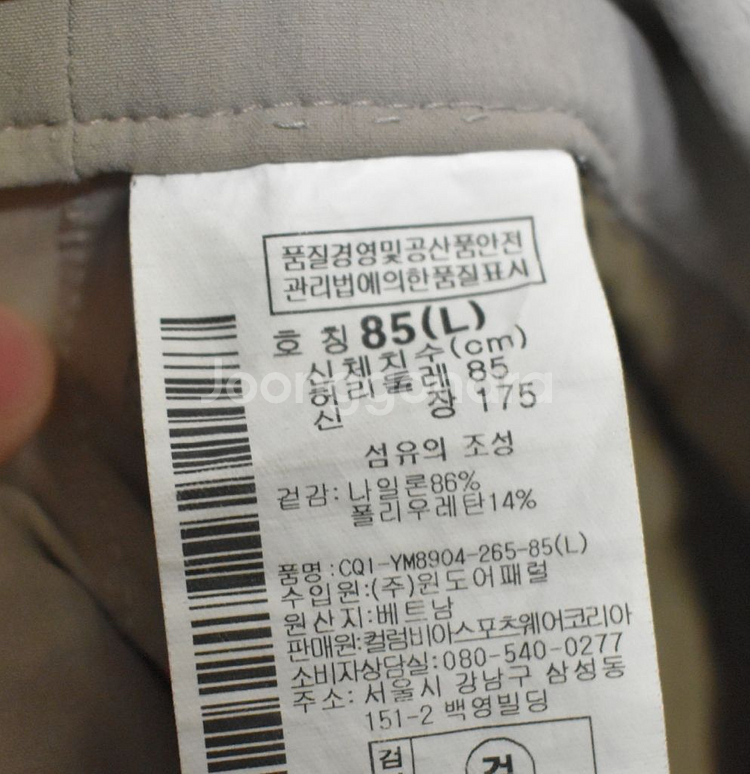 품질경영및공산품안전
관리법에의한품질표시
호 칭 85(L)
신체치수(cm)
허리둘레 85
신 장 175
섬유의 조성
겉감: 나일론86%
폴리우레탄14%
품명:CQ1-YM8904-265-85(L)
수입원:(주)윈도어패럴
원산지:베트남
판매원:컬럼비아스포츠웨어코리아
소비자상담실:080-540-0277
주소: 서울시 강남구 삼성동
151-2 백영빌딩
검
검
Joonggonara